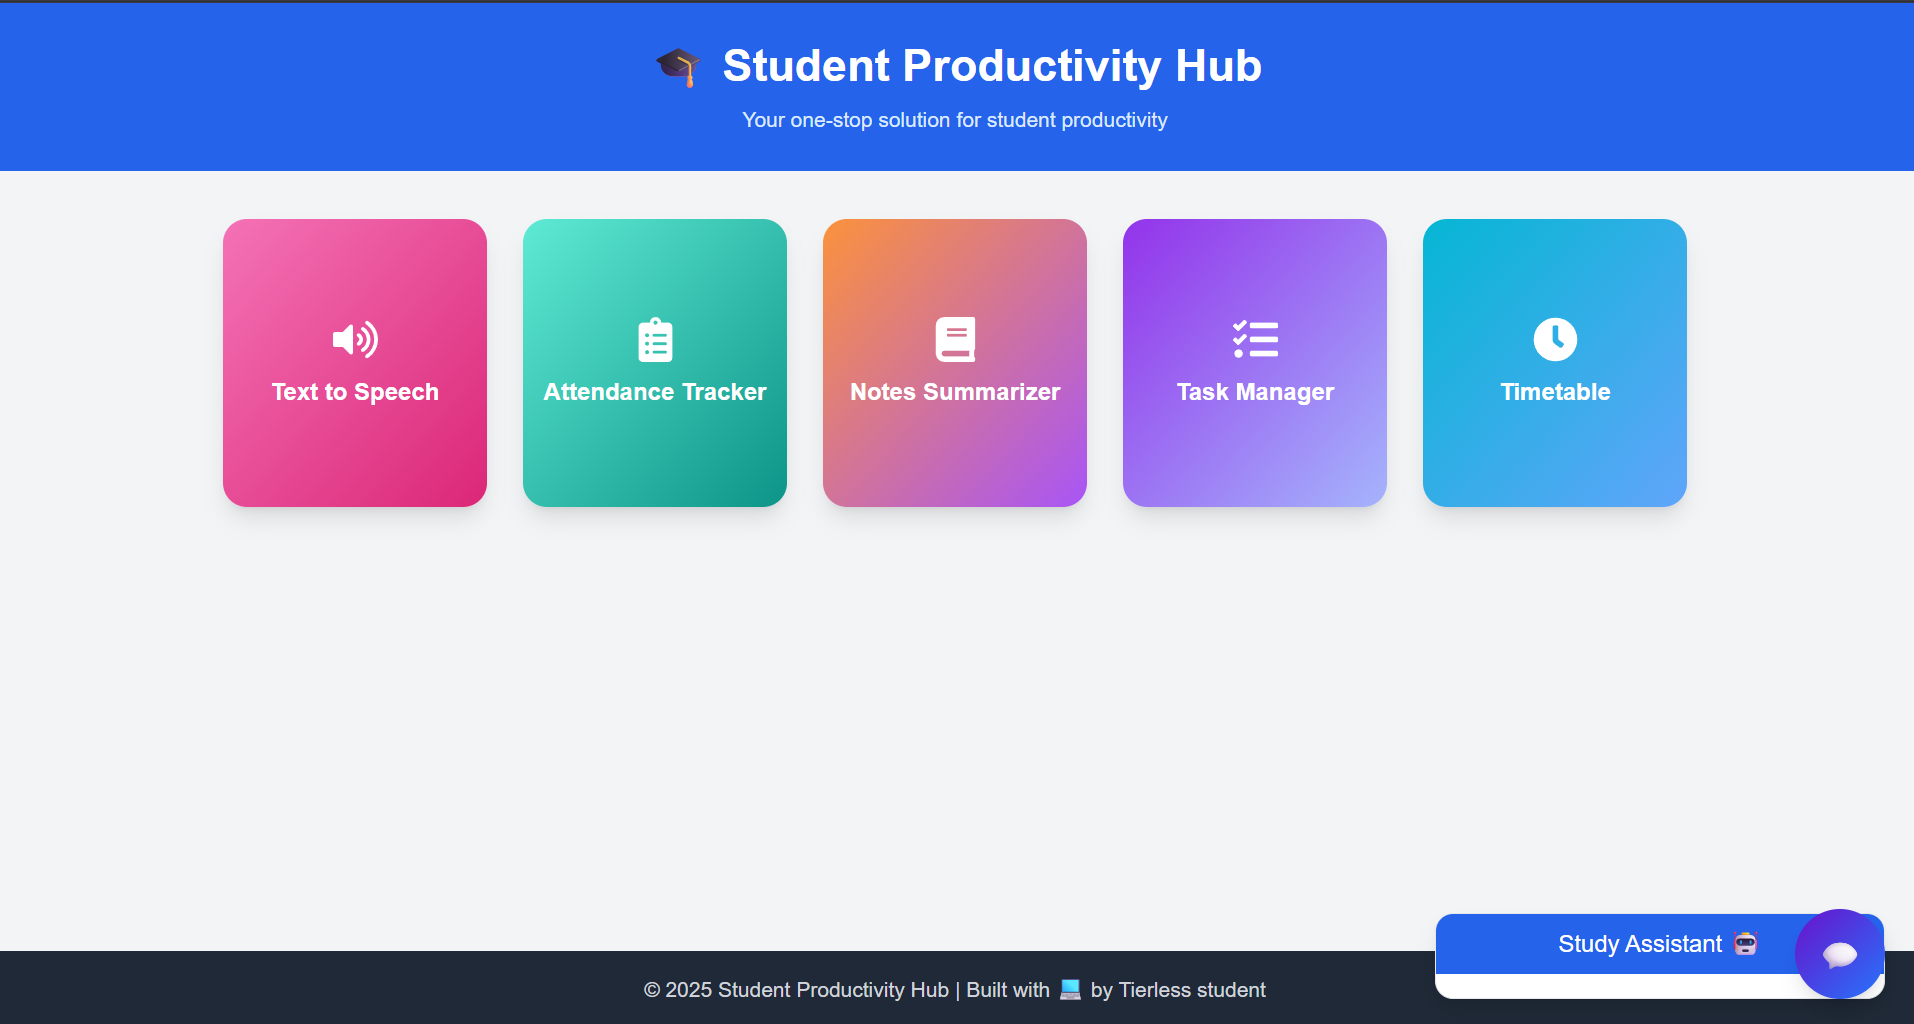 🎓 Student Productivity Hub
Your one-stop solution for student productivity
Text to Speech
Attendance Tracker
Notes Summarizer
Task Manager
Timetable
Study Assistant 🤖
© 2025 Student Productivity Hub | Built with 💻 by Tierless student